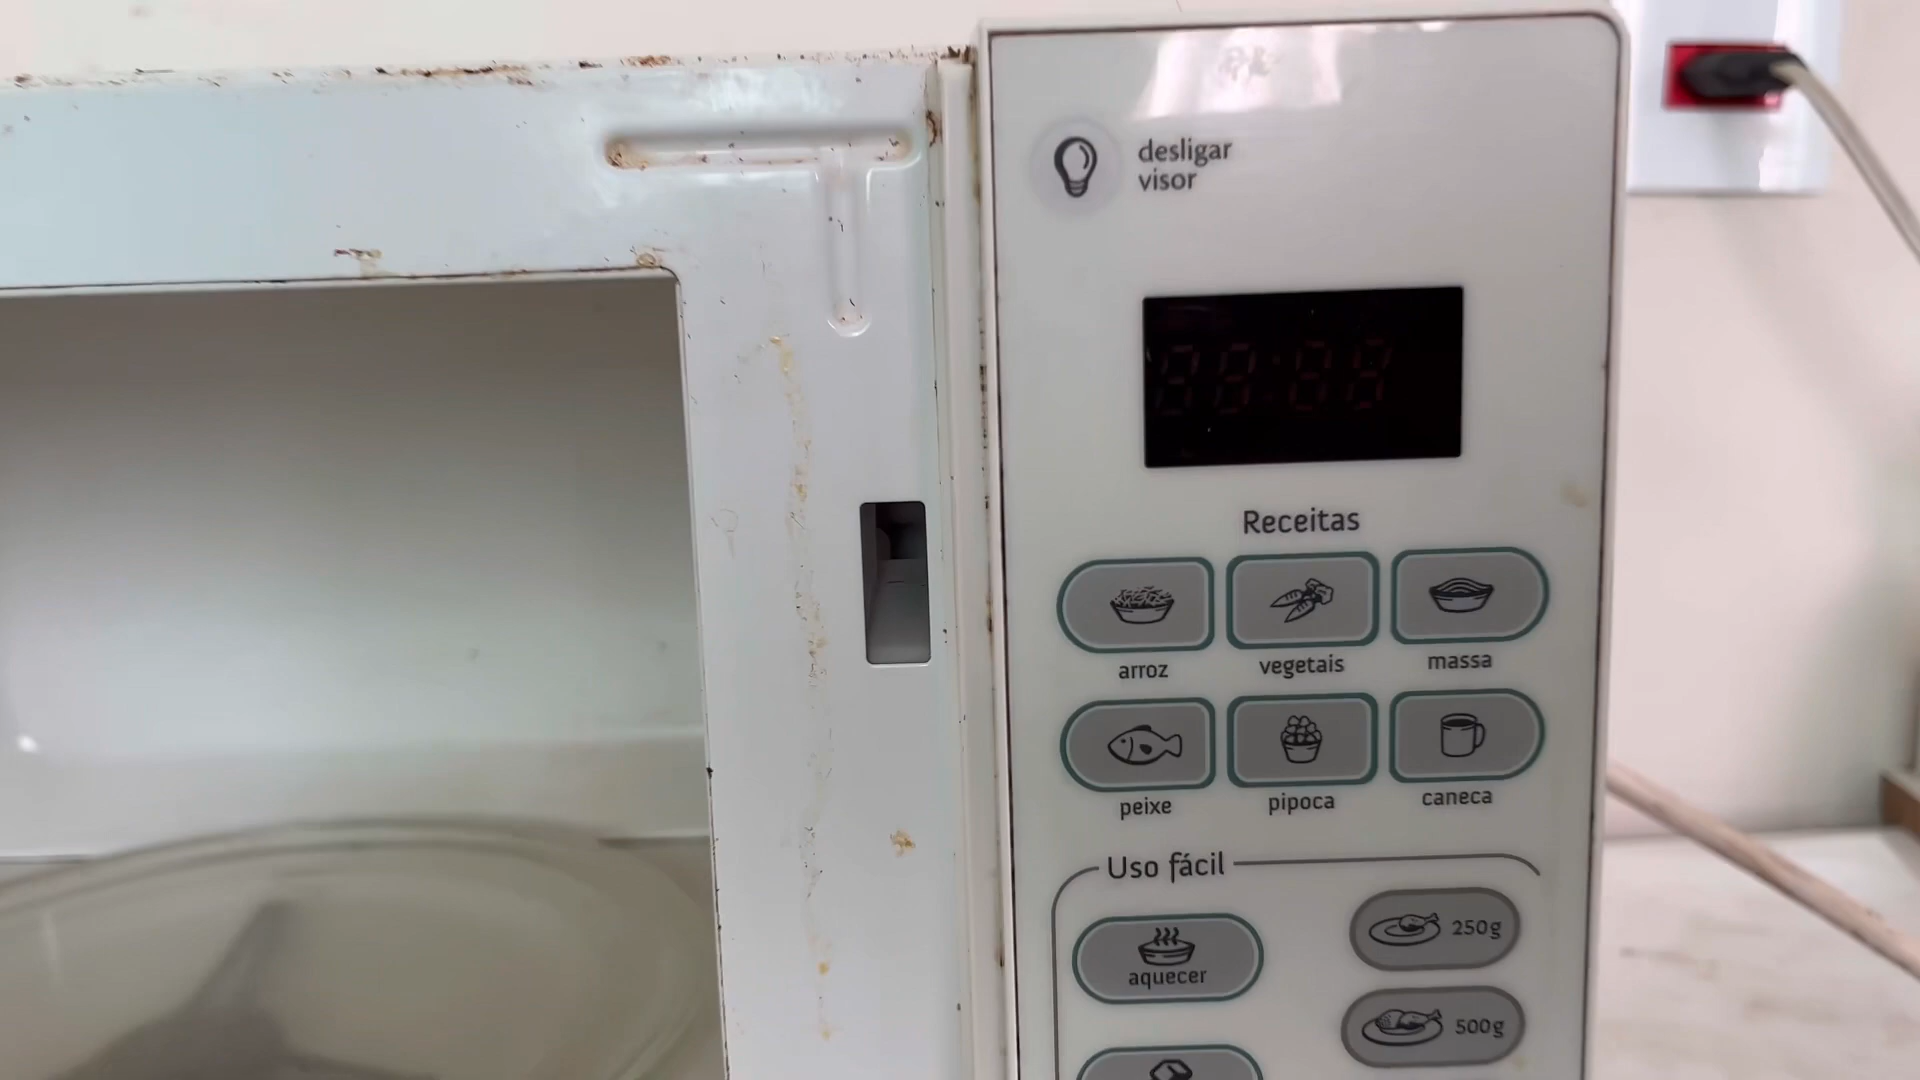 desligar
visor
Receitas
arroz
vegetais
massa
peixe
pipoca
caneca
Uso fácil
250g
aquecer
500g